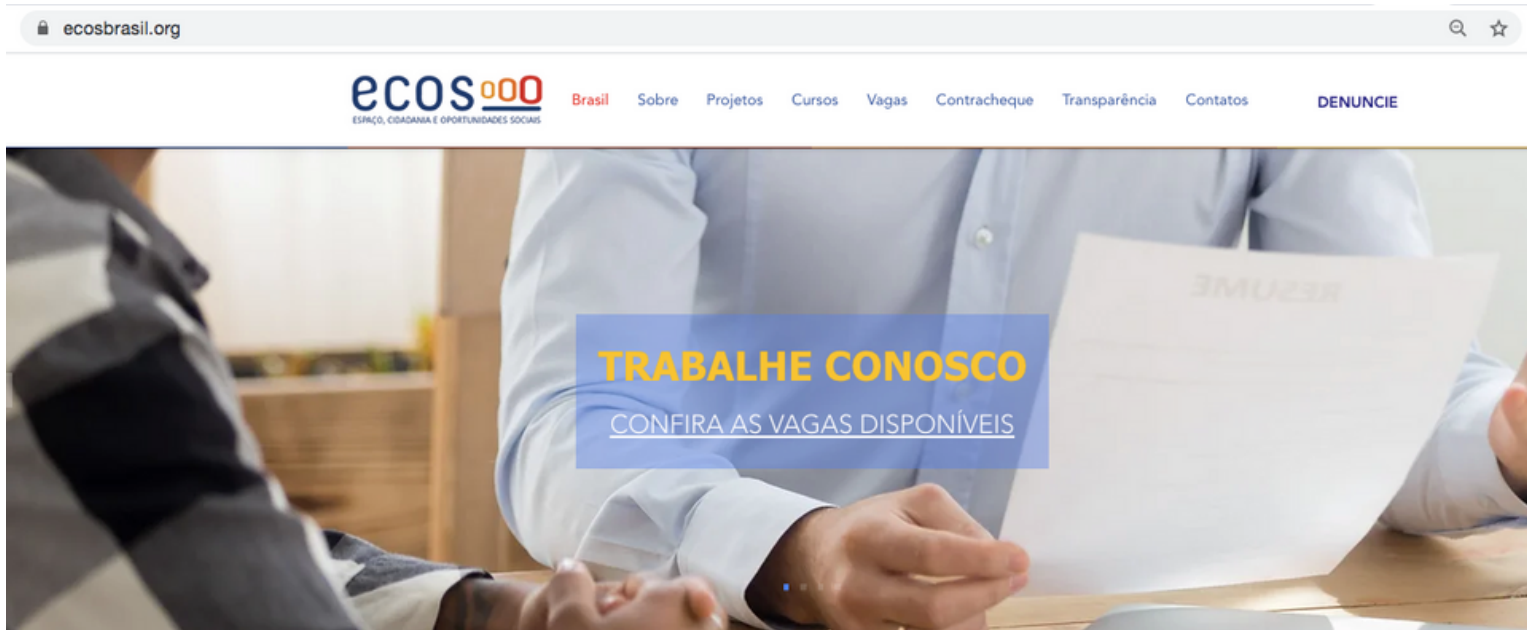 ecosbrasil.org
ecos
ESPAÇO, CIDADANIA E OPORTUNIDADES SOCIAIS
Brasil Sobre Projetos Cursos Vagas Contracheque Transparência Contatos DENUNCIE
RESUME
TRABALHE CONOSCO
CONFIRA AS VAGAS DISPONÍVEIS